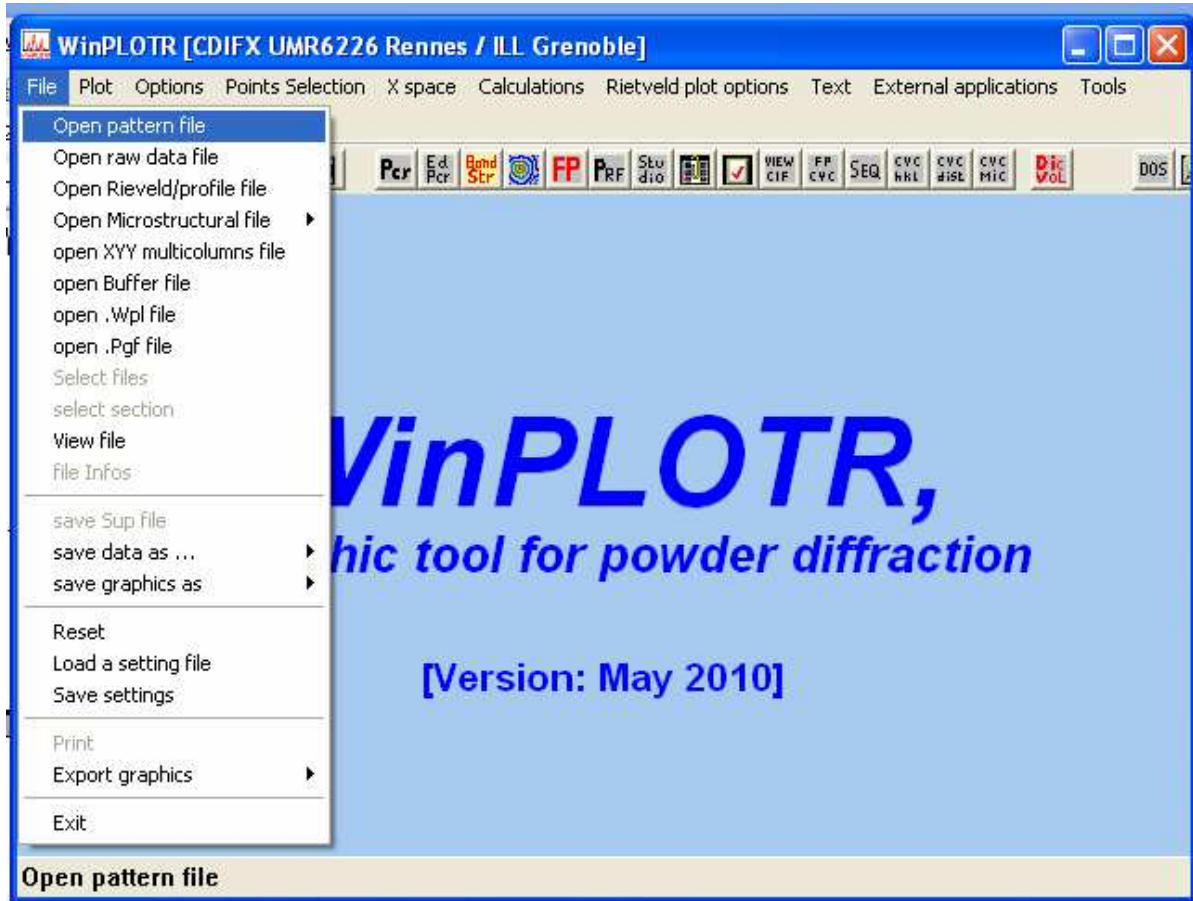 WinPLOTR [CDIFX UMR6226 Rennes / ILL Grenoble]
File Plot Options Points Selection X space Calculations Rietveld plot options Text External applications Tools
Pcr Ed Pcr Bond Str FP PRF Stu dio VIEW CIF FP CYC SEQ CYC hkl CYC dist CYC Mic Dic VOL DOS
Open pattern file
Open raw data file
Open Rieveld/profile file
Open Microstructural file
open XYY multicolumns file
open Buffer file
open .Wpl file
open .Pgf file
Select files
select section
View file
file Infos
save Sup file
save data as ...
save graphics as
Reset
Load a setting file
Save settings
Print
Export graphics
Exit
VinPLOTR,
hic tool for powder diffraction
[Version: May 2010]
Open pattern file